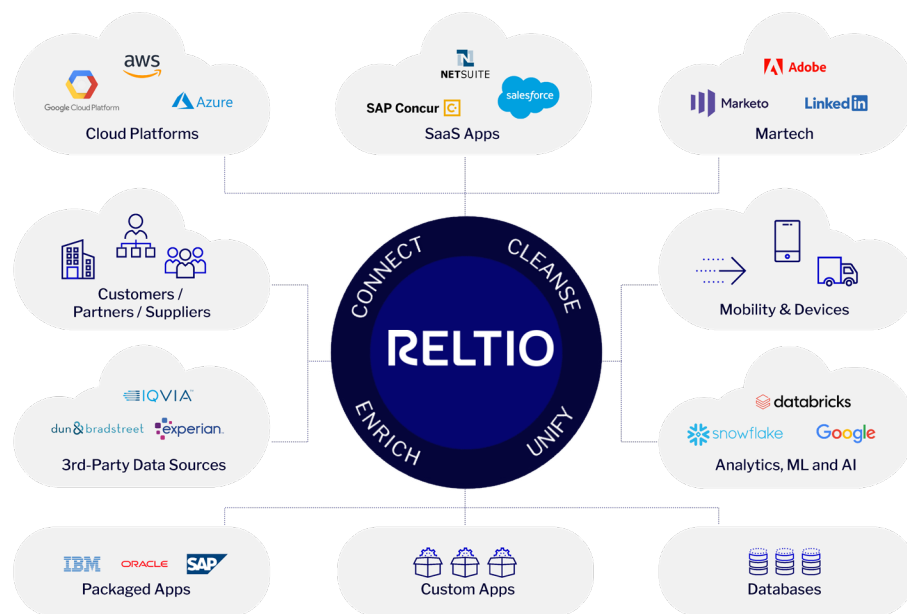 aws
Google Cloud Platform
Azure
Cloud Platforms
NETSUITE
SAP Concur C.
salesforce
SaaS Apps
Adobe
Marketo
Linkedin
Martech
Customers /
Partners / Suppliers
CONNECT
CLEANSE
RELTIO
ENRICH
UNIFY
Mobility & Devices
IQVIA™
dun & bradstreet
experian.
3rd-Party Data Sources
databricks
snowflake
Google
Analytics, ML and AI
IBM
ORACLE
SAP
Packaged Apps
Custom Apps
Databases